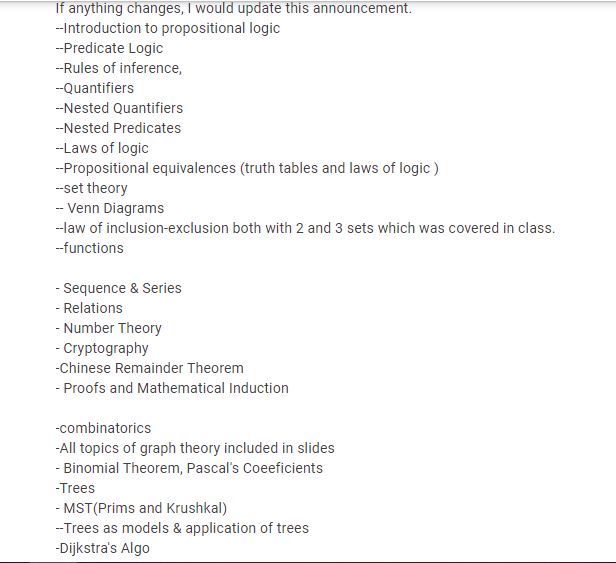 If anything changes, I would update this announcement.
--Introduction to propositional logic
--Predicate Logic
--Rules of inference,
--Quantifiers
--Nested Quantifiers
--Nested Predicates
--Laws of logic
--Propositional equivalences (truth tables and laws of logic )
--set theory
-- Venn Diagrams
--law of inclusion-exclusion both with 2 and 3 sets which was covered in class.
--functions
- Sequence & Series
- Relations
- Number Theory
- Cryptography
-Chinese Remainder Theorem
- Proofs and Mathematical Induction
-combinatorics
-All topics of graph theory included in slides
- Binomial Theorem, Pascal's Coeeficients
-Trees
- MST(Prims and Krushkal)
--Trees as models & application of trees
-Dijkstra's Algo